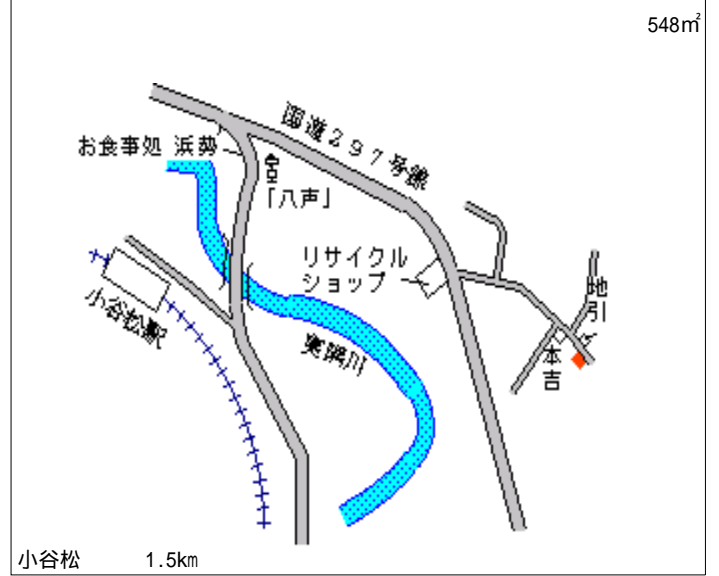 548㎡
国道297号線
お食事処 浜勢
「八声」
リサイクル
ショップ
地引
本吉
小谷松駅
夷隅川
小谷松 1.5km